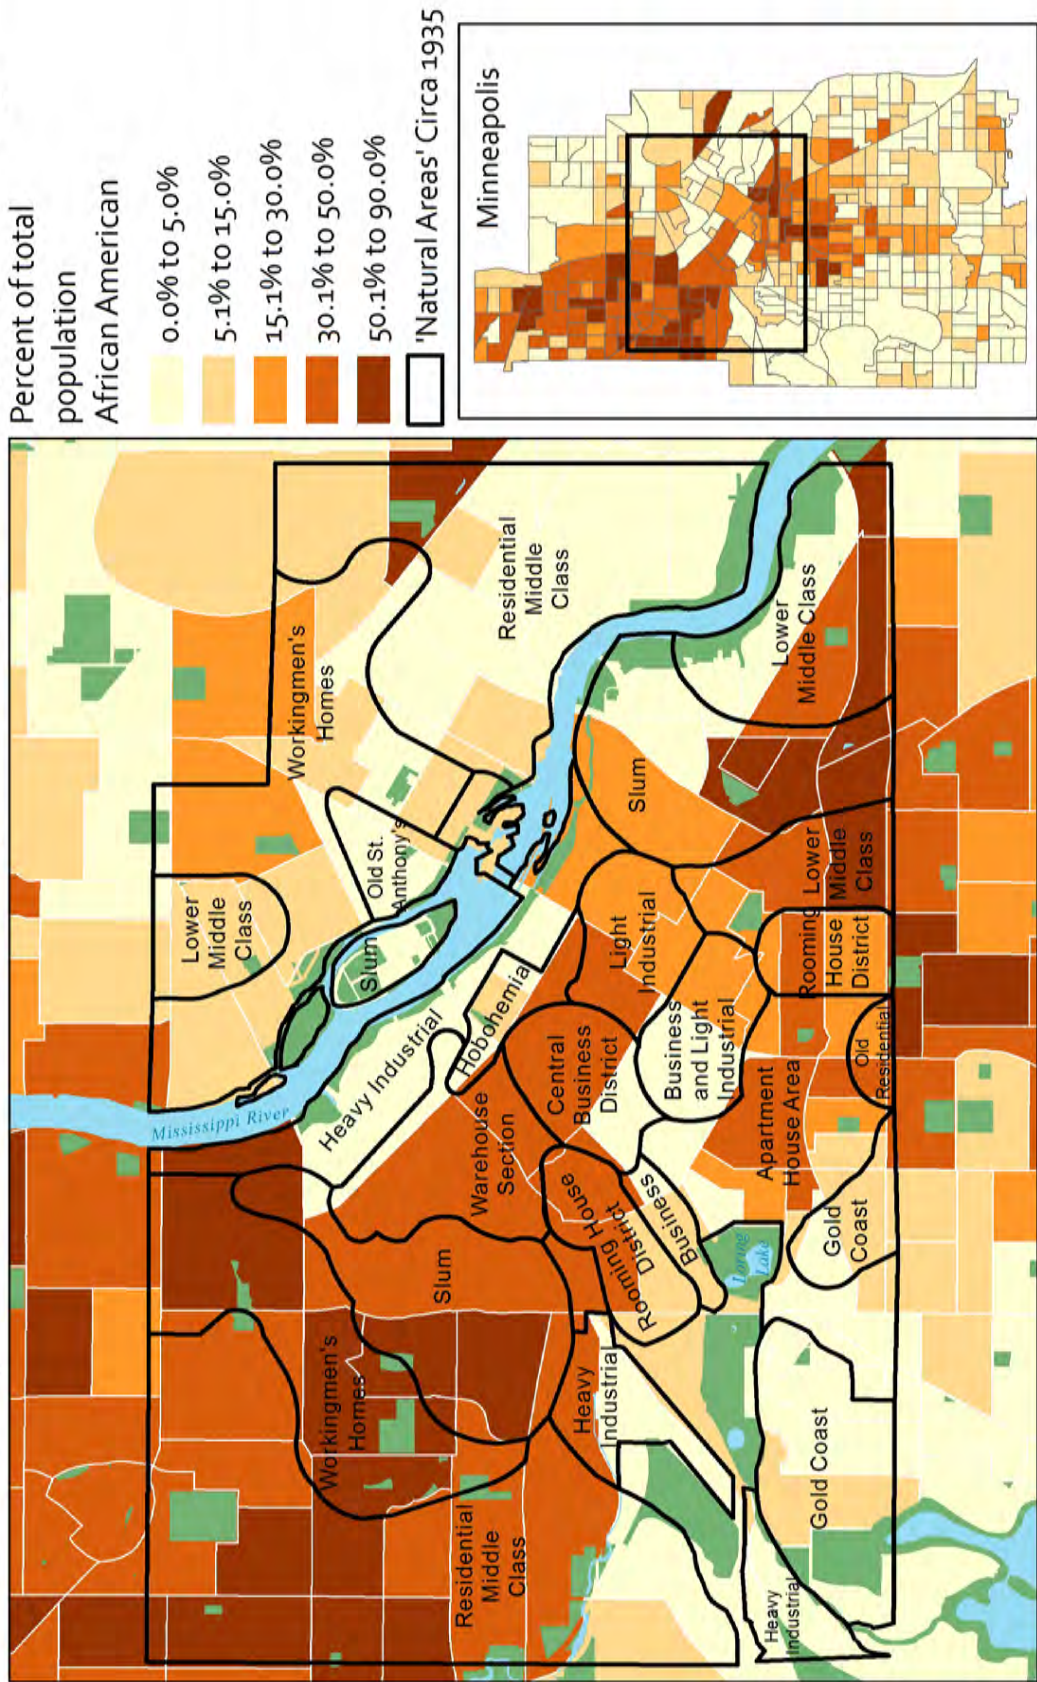 Percent of total
population
African American
0.0% to 5.0%
5.1% to 15.0%
15.1% to 30.0%
30.1% to 50.0%
50.1% to 90.0%
'Natural Areas' Circa 1935
Minneapolis
Workingmen's
Homes
Residential
Middle
Class
Lower
Middle
Class
Old St.
Anthony's
Slum
Mississippi River
Heavy Industrial
Hobohemia
Slum
Lower
Middle Class
Light
Industrial
Central
Business
District
Business
and Light
Industrial
Rooming
House
District
Lower
Middle
Class
Old
Residential
Apartment
House Area
Warehouse
Section
Slum
Rooming House
District
Business
Loring
Lake
Gold
Coast
Workingmen's
Homes
Heavy
Industrial
Residential
Middle
Class
Gold Coast
Heavy
Industrial